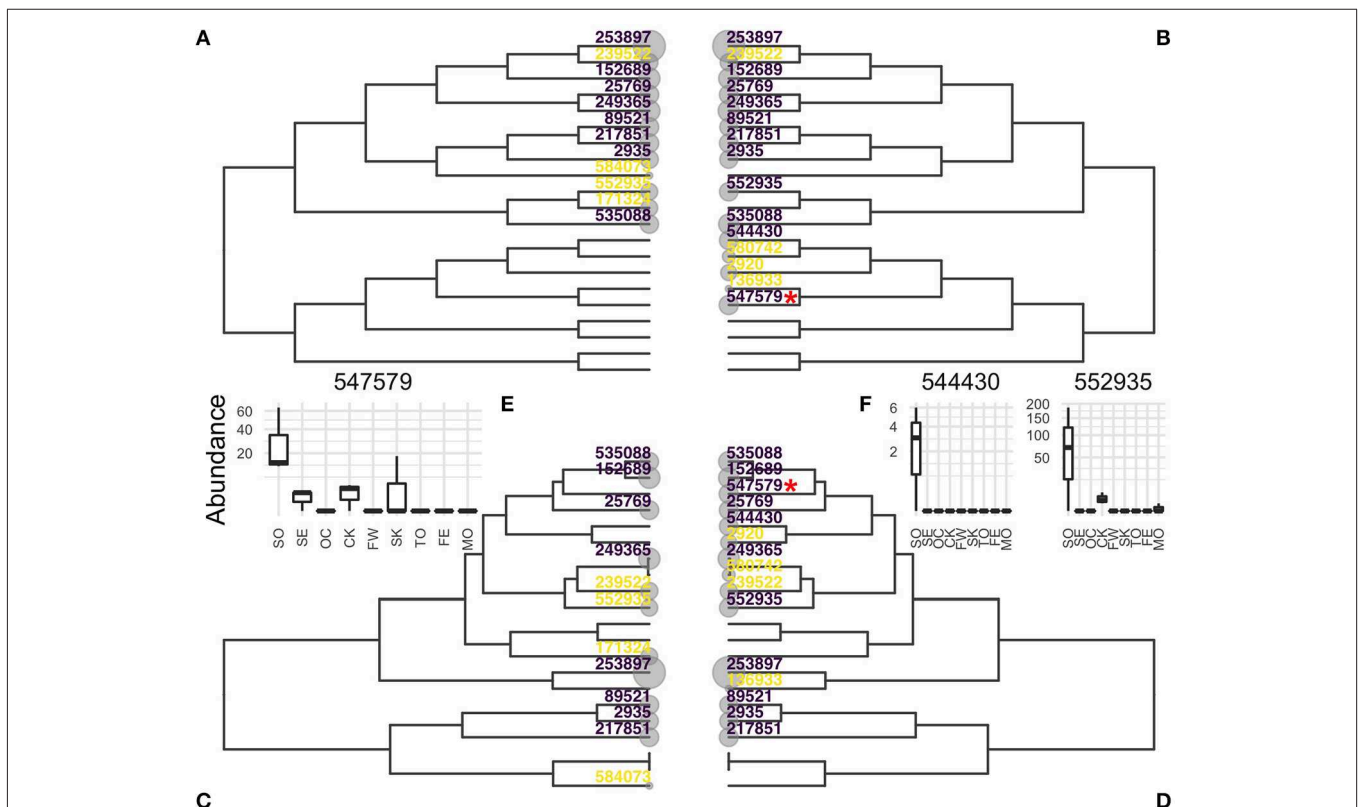 A
B
253897
239522
152689
25769
249365
89521
217851
2935
584073
552935
171324
535088
253897
239522
152689
25769
249365
89521
217851
2935
552935
535088
544430
580742
2920
136933
547579 *
547579
E
Abundance
60
40
20
SO
SE
OC
CK
FW
SK
TO
FE
MO
F
544430
6
4
2
SO
SE
OC
CK
FW
SK
TO
FE
MO
552935
200
150
100
50
SO
SE
OC
CK
FW
SK
TO
FE
MO
535088
152689
25769
249365
239522
552935
171324
253897
89521
2935
217851
584073
535088
152689
547579 *
25769
544430
2920
249365
580742
239522
552935
253897
136933
89521
2935
217851
C
D